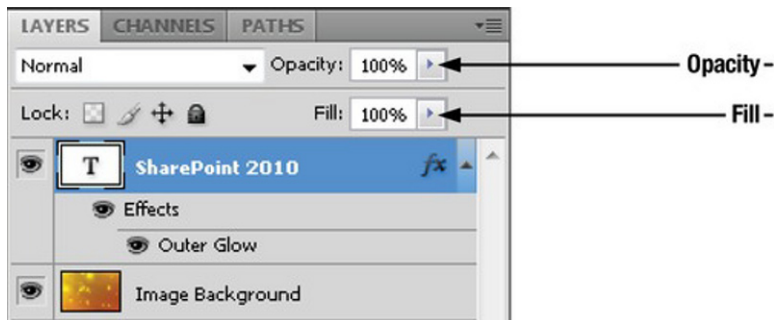 LAYERS CHANNELS PATHS
Normal Opacity: 100% Opacity-
Lock: Fill: 100% Fill-
T SharePoint 2010 fx
Effects
Outer Glow
Image Background